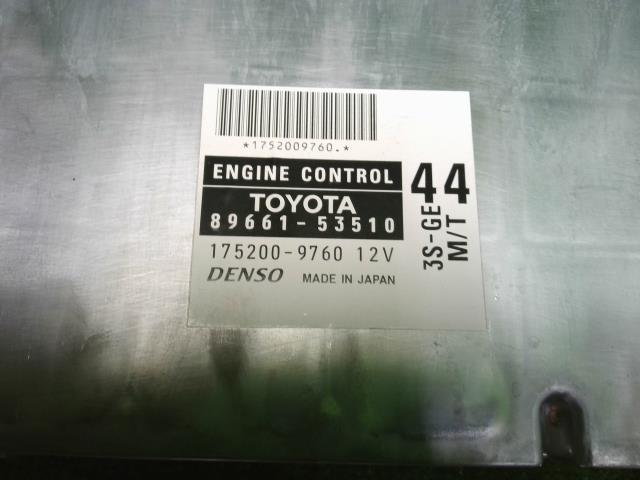 *1752009760.*
ENGINE CONTROL
TOYOTA
89661-53510
175200-9760 12V
DENSO MADE IN JAPAN
44
3S-GE
M/T